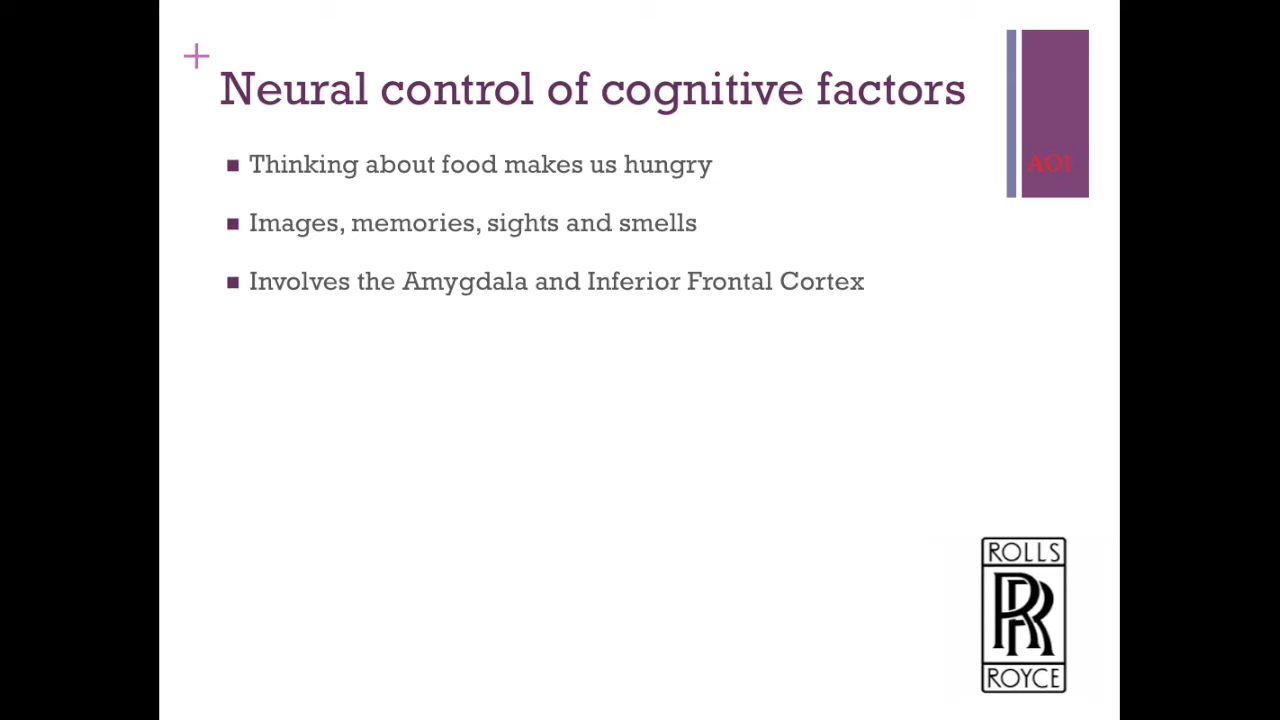 +
Neural control of cognitive factors
AO1
■ Thinking about food makes us hungry
■ Images, memories, sights and smells
■ Involves the Amygdala and Inferior Frontal Cortex
ROLLS
RR
ROYCE